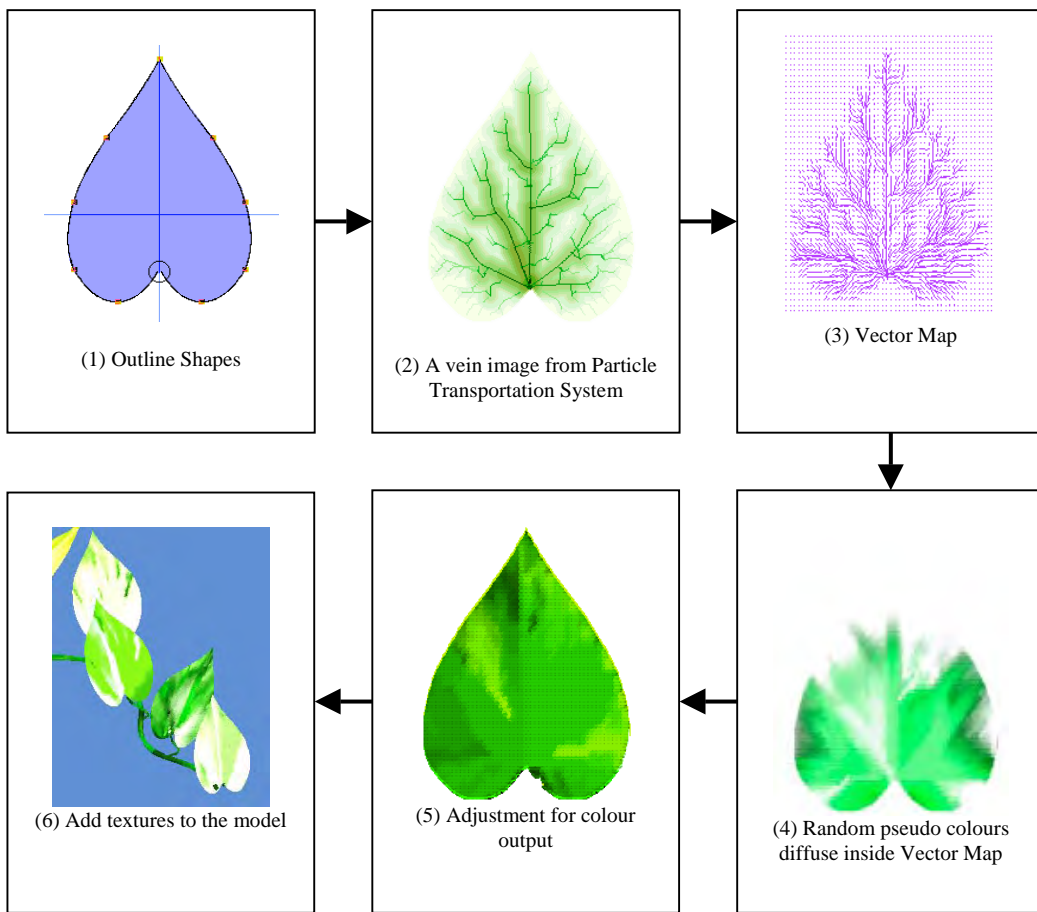 (1) Outline Shapes
(2) A vein image from Particle
Transportation System
(3) Vector Map
(4) Random pseudo colours
diffuse inside Vector Map
(5) Adjustment for colour
output
(6) Add textures to the model